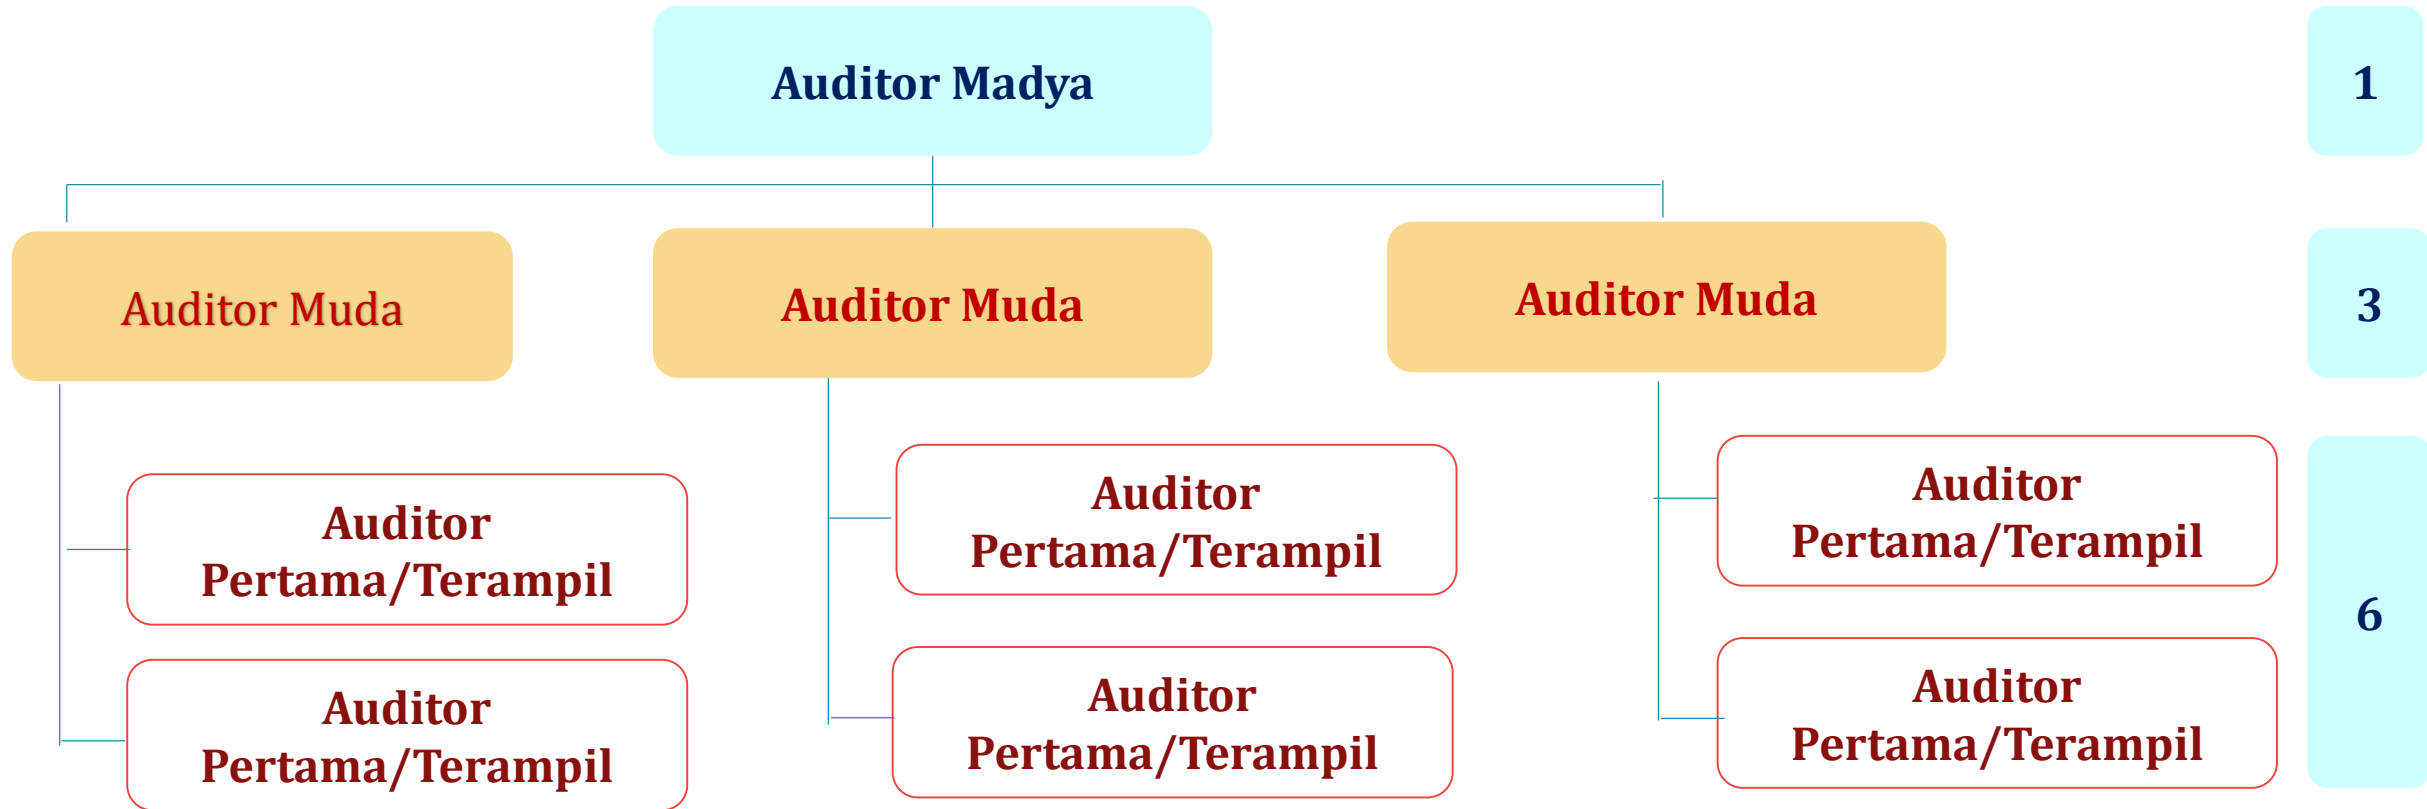 Auditor Madya
1
Auditor Muda
Auditor Muda
Auditor Muda
3
Auditor
Pertama/Terampil
Auditor
Pertama/Terampil
Auditor
Pertama/Terampil
6
Auditor
Pertama/Terampil
Auditor
Pertama/Terampil
Auditor
Pertama/Terampil